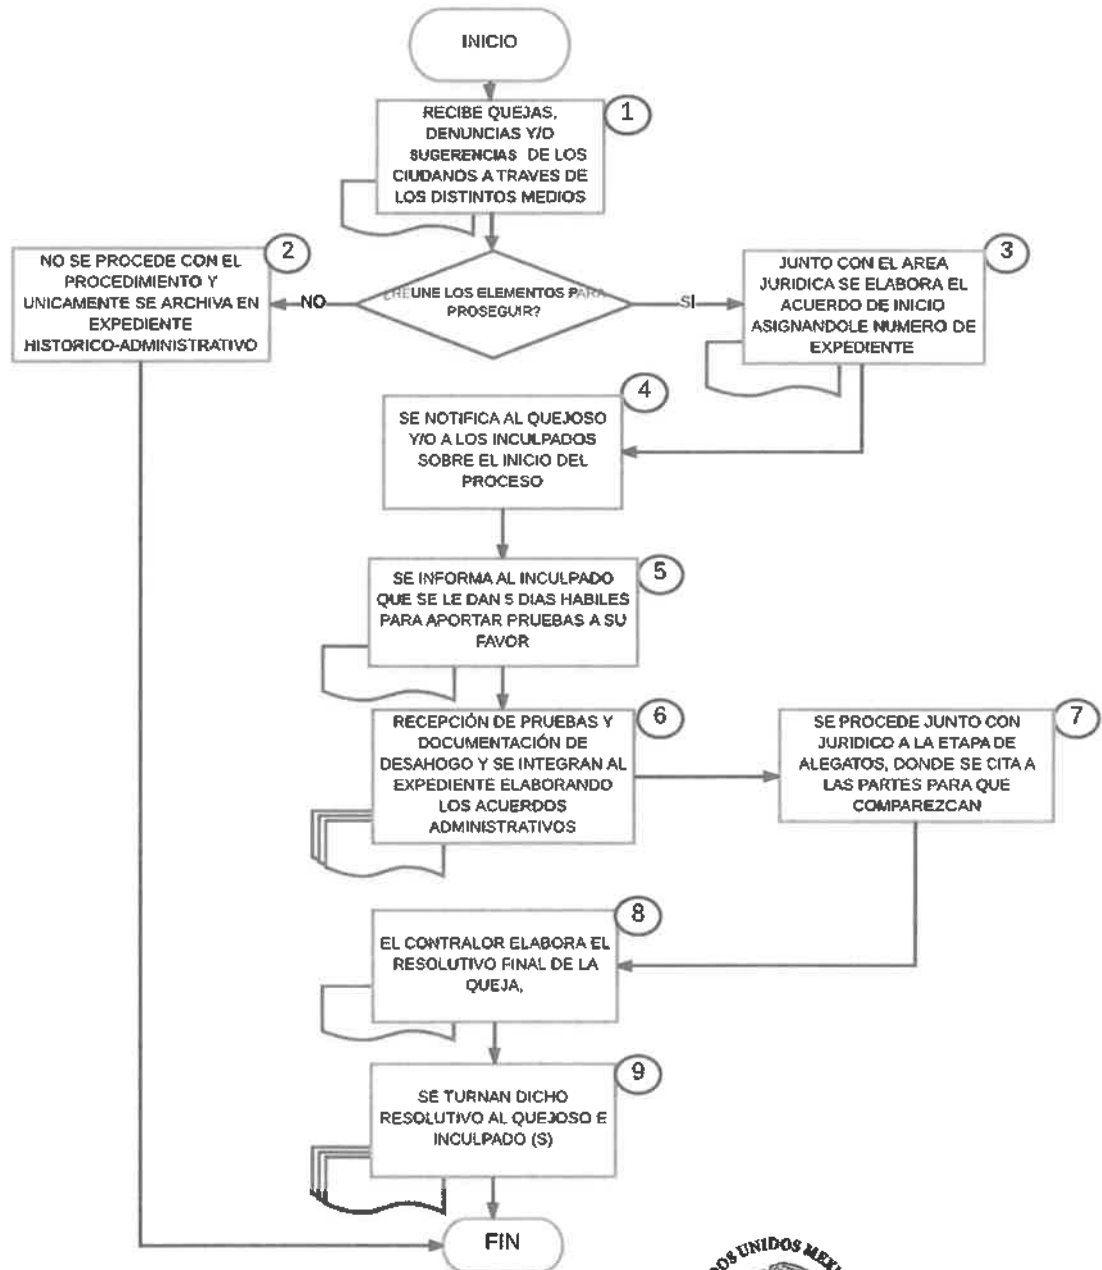 INICIO
1
RECIBE QUEJAS,
DENUNCIAS Y/O
SUGERENCIAS DE LOS
CIUDANOS A TRAVES DE
LOS DISTINTOS MEDIOS
¿REUNE LOS ELEMENTOS PARA
PROSEGUIR?
NO
2
NO SE PROCEDE CON EL
PROCEDIMIENTO Y
UNICAMENTE SE ARCHIVA EN
EXPEDIENTE
HISTORICO-ADMINISTRATIVO
SI
3
JUNTO CON EL AREA
JURIDICA SE ELABORA EL
ACUERDO DE INICIO
ASIGNANDOLE NUMERO DE
EXPEDIENTE
4
SE NOTIFICA AL QUEJOSO
Y/O A LOS INCULPADOS
SOBRE EL INICIO DEL
PROCESO
5
SE INFORMA AL INCULPADO
QUE SE LE DAN 5 DIAS HABILES
PARA APORTAR PRUEBAS A SU
FAVOR
6
RECEPCIÓN DE PRUEBAS Y
DOCUMENTACIÓN DE
DESAHOGO Y SE INTEGRAN AL
EXPEDIENTE ELABORANDO
LOS ACUERDOS
ADMINISTRATIVOS
7
SE PROCEDE JUNTO CON
JURIDICO A LA ETAPA DE
ALEGATOS, DONDE SE CITA A
LAS PARTES PARA QUE
COMPAREZCAN
8
EL CONTRALOR ELABORA EL
RESOLUTIVO FINAL DE LA
QUEJA,
9
SE TURNAN DICHO
RESOLUTIVO AL QUEJOSO E
INCULPADO (S)
FIN
UNIDOS